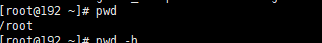 [root@192 ~]# pwd
/root
[root@192 ~]# pwd -h